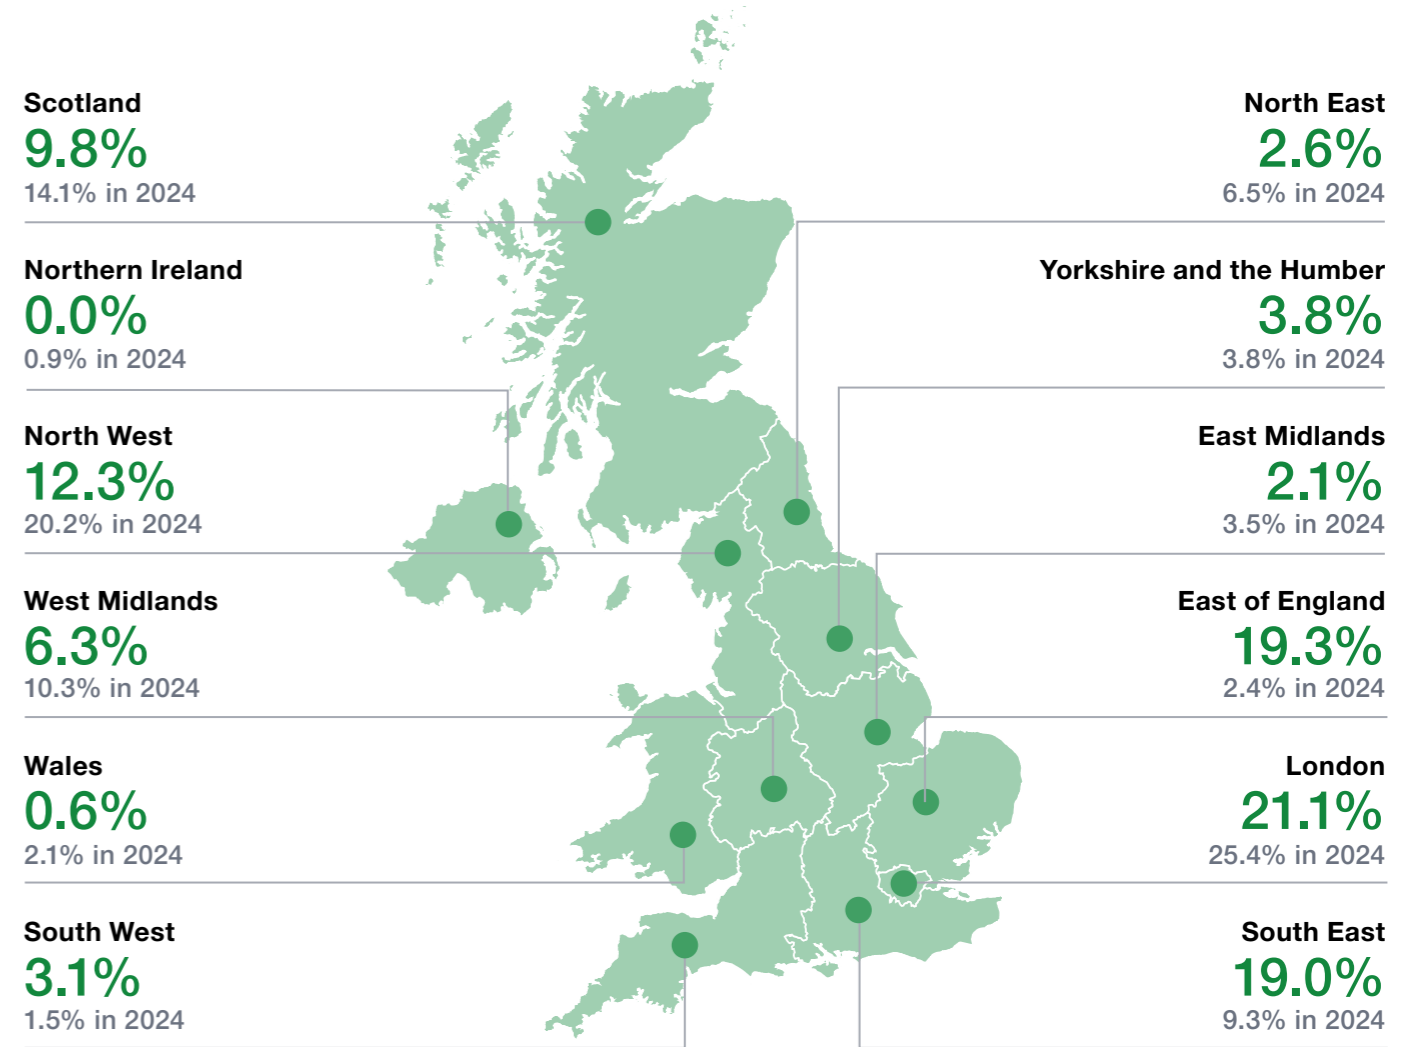 Scotland
9.8%
14.1% in 2024
Northern Ireland
0.0%
0.9% in 2024
North West
12.3%
20.2% in 2024
West Midlands
6.3%
10.3% in 2024
Wales
0.6%
2.1% in 2024
South West
3.1%
1.5% in 2024
North East
2.6%
6.5% in 2024
Yorkshire and the Humber
3.8%
3.8% in 2024
East Midlands
2.1%
3.5% in 2024
East of England
19.3%
2.4% in 2024
London
21.1%
25.4% in 2024
South East
19.0%
9.3% in 2024